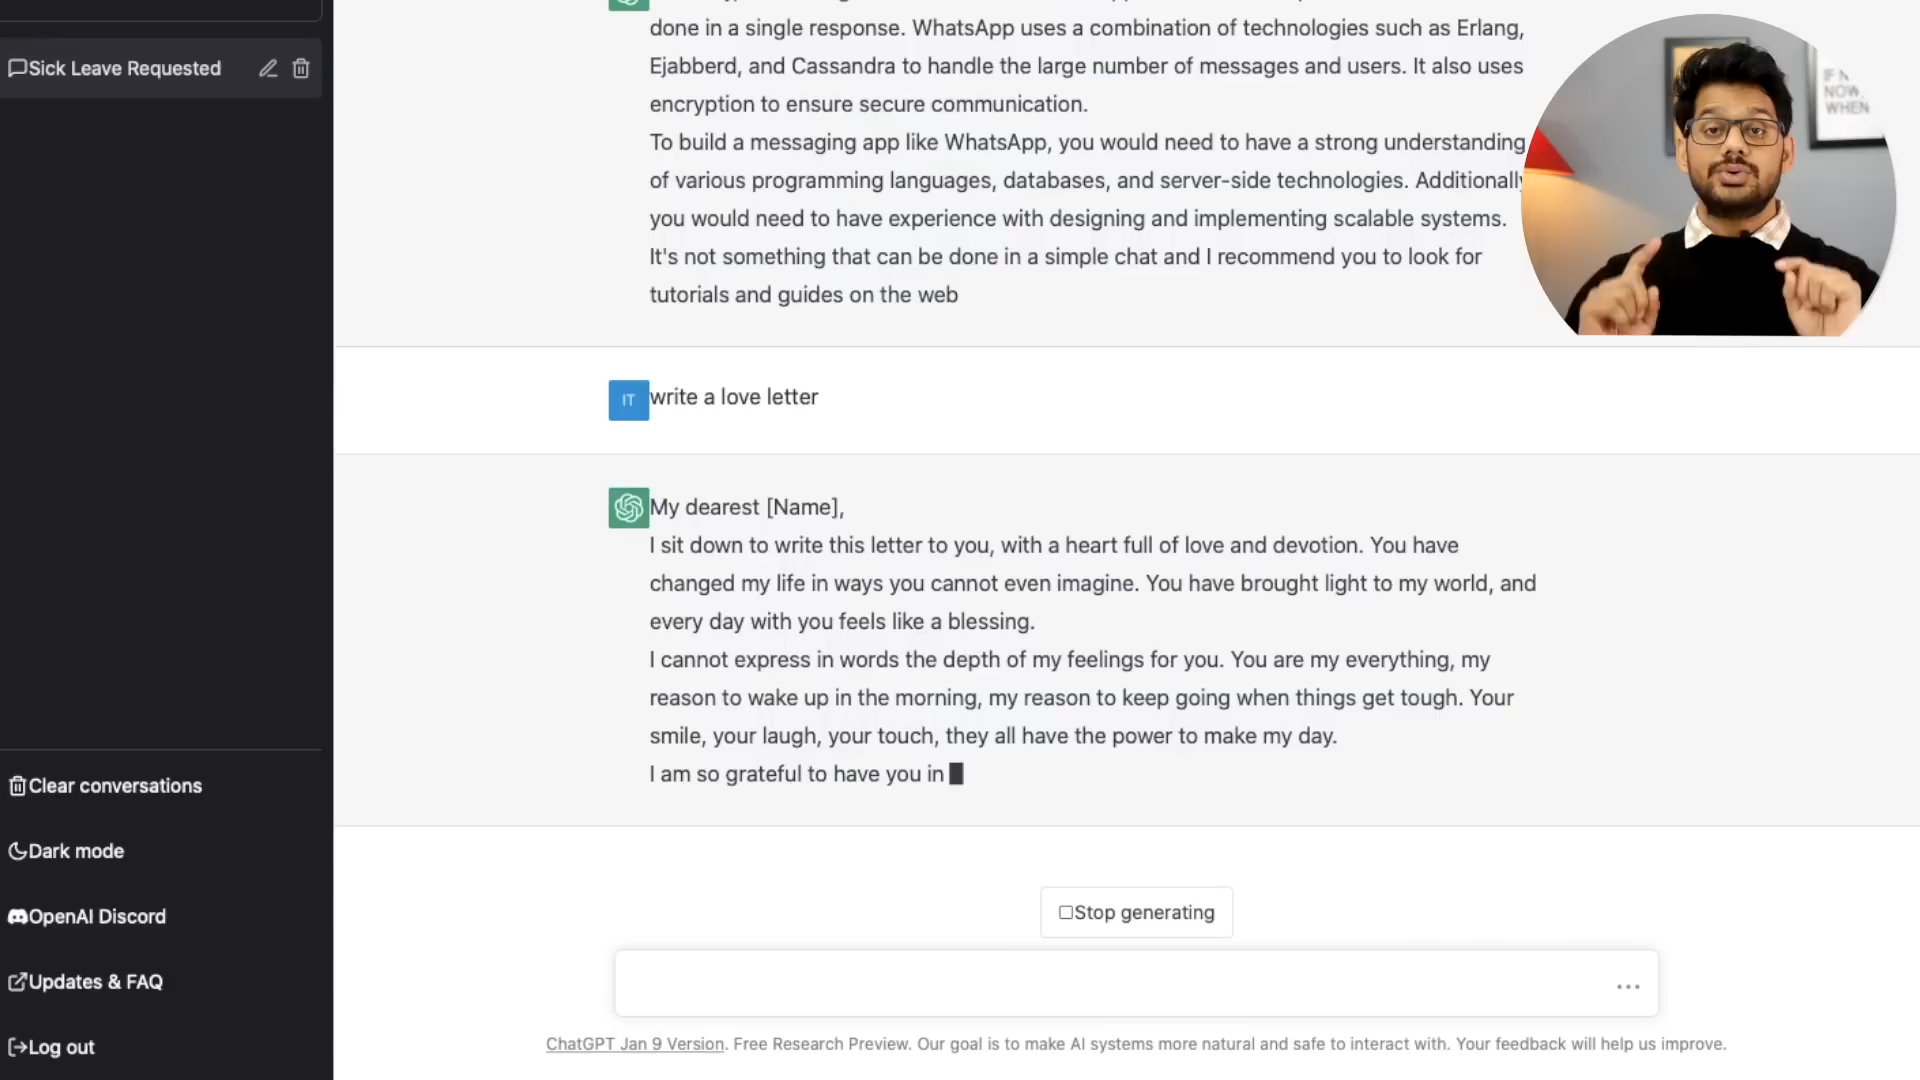 done in a single response. WhatsApp uses a combination of technologies such as Erlang,
Ejabberd, and Cassandra to handle the large number of messages and users. It also uses
encryption to ensure secure communication.
To build a messaging app like WhatsApp, you would need to have a strong understanding
of various programming languages, databases, and server-side technologies. Additionally
you would need to have experience with designing and implementing scalable systems.
It's not something that can be done in a simple chat and I recommend you to look for
tutorials and guides on the web
IF N
NOW,
WHEN
Sick Leave Requested
IT
write a love letter
My dearest [Name],
I sit down to write this letter to you, with a heart full of love and devotion. You have
changed my life in ways you cannot even imagine. You have brought light to my world, and
every day with you feels like a blessing.
I cannot express in words the depth of my feelings for you. You are my everything, my
reason to wake up in the morning, my reason to keep going when things get tough. Your
smile, your laugh, your touch, they all have the power to make my day.
I am so grateful to have you in
Clear conversations
Dark mode
OpenAI Discord
Updates & FAQ
Log out
Stop generating
ChatGPT Jan 9 Version. Free Research Preview. Our goal is to make AI systems more natural and safe to interact with. Your feedback will help us improve.